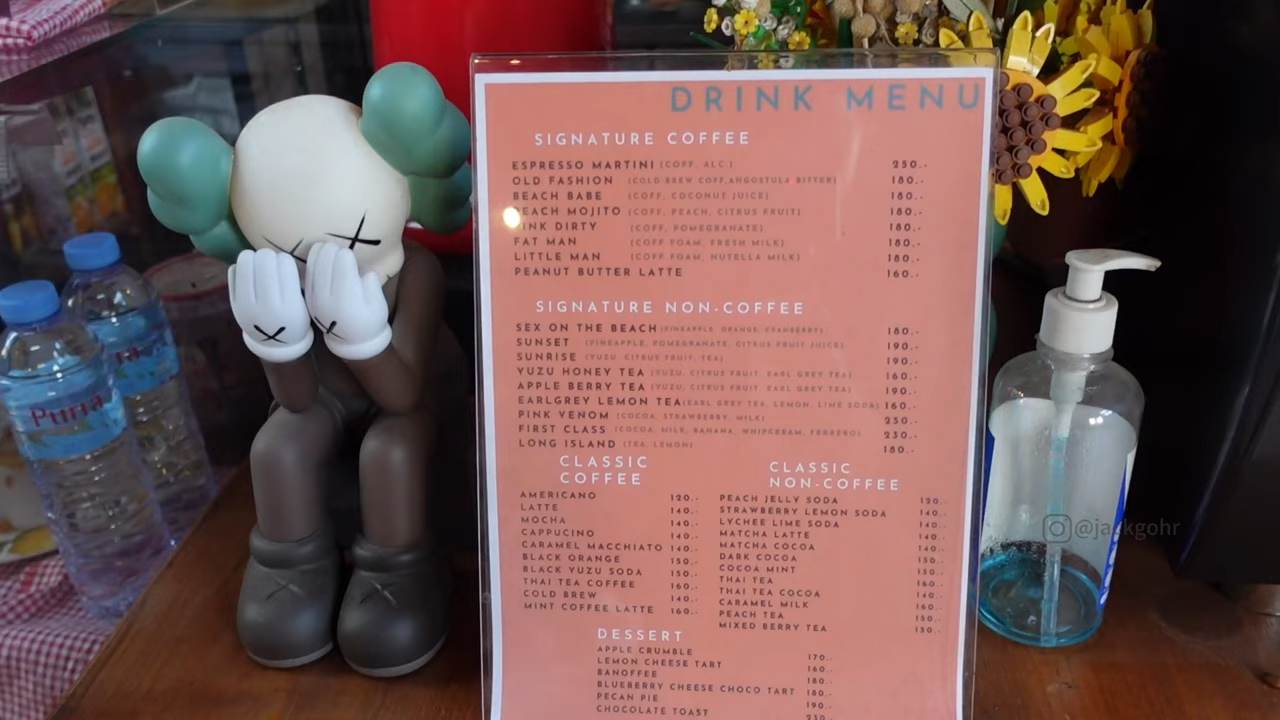 DRINK MENU
SIGNATURE COFFEE
ESPRESSO MARTINI (COFF, ALC.) 250.-
OLD FASHION (COLD BREW COFF,ANGOSTULA BITTER) 180.-
BEACH BABE (COFF, COCONUT JUICE) 180.-
BEACH MOJITO (COFF, PEACH, CITRUS FRUIT) 180.-
PINK DIRTY (COFF, POMEGRANATE) 180.-
FAT MAN (COFF FOAM, FRESH MILK) 180.-
LITTLE MAN (COFF FOAM, NUTELLA MILK) 180.-
PEANUT BUTTER LATTE 160.-
SIGNATURE NON-COFFEE
SEX ON THE BEACH (PINEAPPLE, ORANGE, CRANBERRY) 180.-
SUNSET (PINEAPPLE, POMEGRANATE, CITRUS FRUIT JUICE) 190.-
SUNRISE (YUZU, CITRUS FRUIT, TEA) 190.-
YUZU HONEY TEA (YUZU, CITRUS FRUIT, EARL GREY TEA) 160.-
APPLE BERRY TEA (YUZU, CITRUS FRUIT, EARL GREY TEA) 190.-
EARLGREY LEMON TEA(EARL GREY TEA, LEMON, LIME SODA) 160.-
PINK VENOM (COCOA, STRAWBERRY, MILK) 250.-
FIRST CLASS (COCOA, MILK, BANANA, WHIPCREAM, FERRERO) 230.-
LONG ISLAND (TEA, LEMON) 180.-
CLASSIC COFFEE
AMERICANO 120.-
LATTE 140.-
MOCHA 140.-
CAPPUCINO 140.-
CARAMEL MACCHIATO 140.-
BLACK ORANGE 150.-
BLACK YUZU SODA 150.-
THAI TEA COFFEE 160.-
COLD BREW 140.-
MINT COFFEE LATTE 160.-
CLASSIC NON-COFFEE
PEACH JELLY SODA 120.-
STRAWBERRY LEMON SODA 140.-
LYCHEE LIME SODA 140.-
MATCHA LATTE 140.-
MATCHA COCOA 140.-
DARK COCOA 150.-
COCOA MINT 150.-
THAI TEA 160.-
THAI TEA COCOA 140.-
CARAMEL MILK 160.-
PEACH TEA 150.-
MIXED BERRY TEA 150.-
DESSERT
APPLE CRUMBLE 170.-
LEMON CHEESE TART 160.-
BANOFFEE 180.-
BLUEBERRY CHEESE CHOCO TART 180.-
PECAN PIE 190.-
CHOCOLATE TOAST 230.-
Purra
@jackgohr